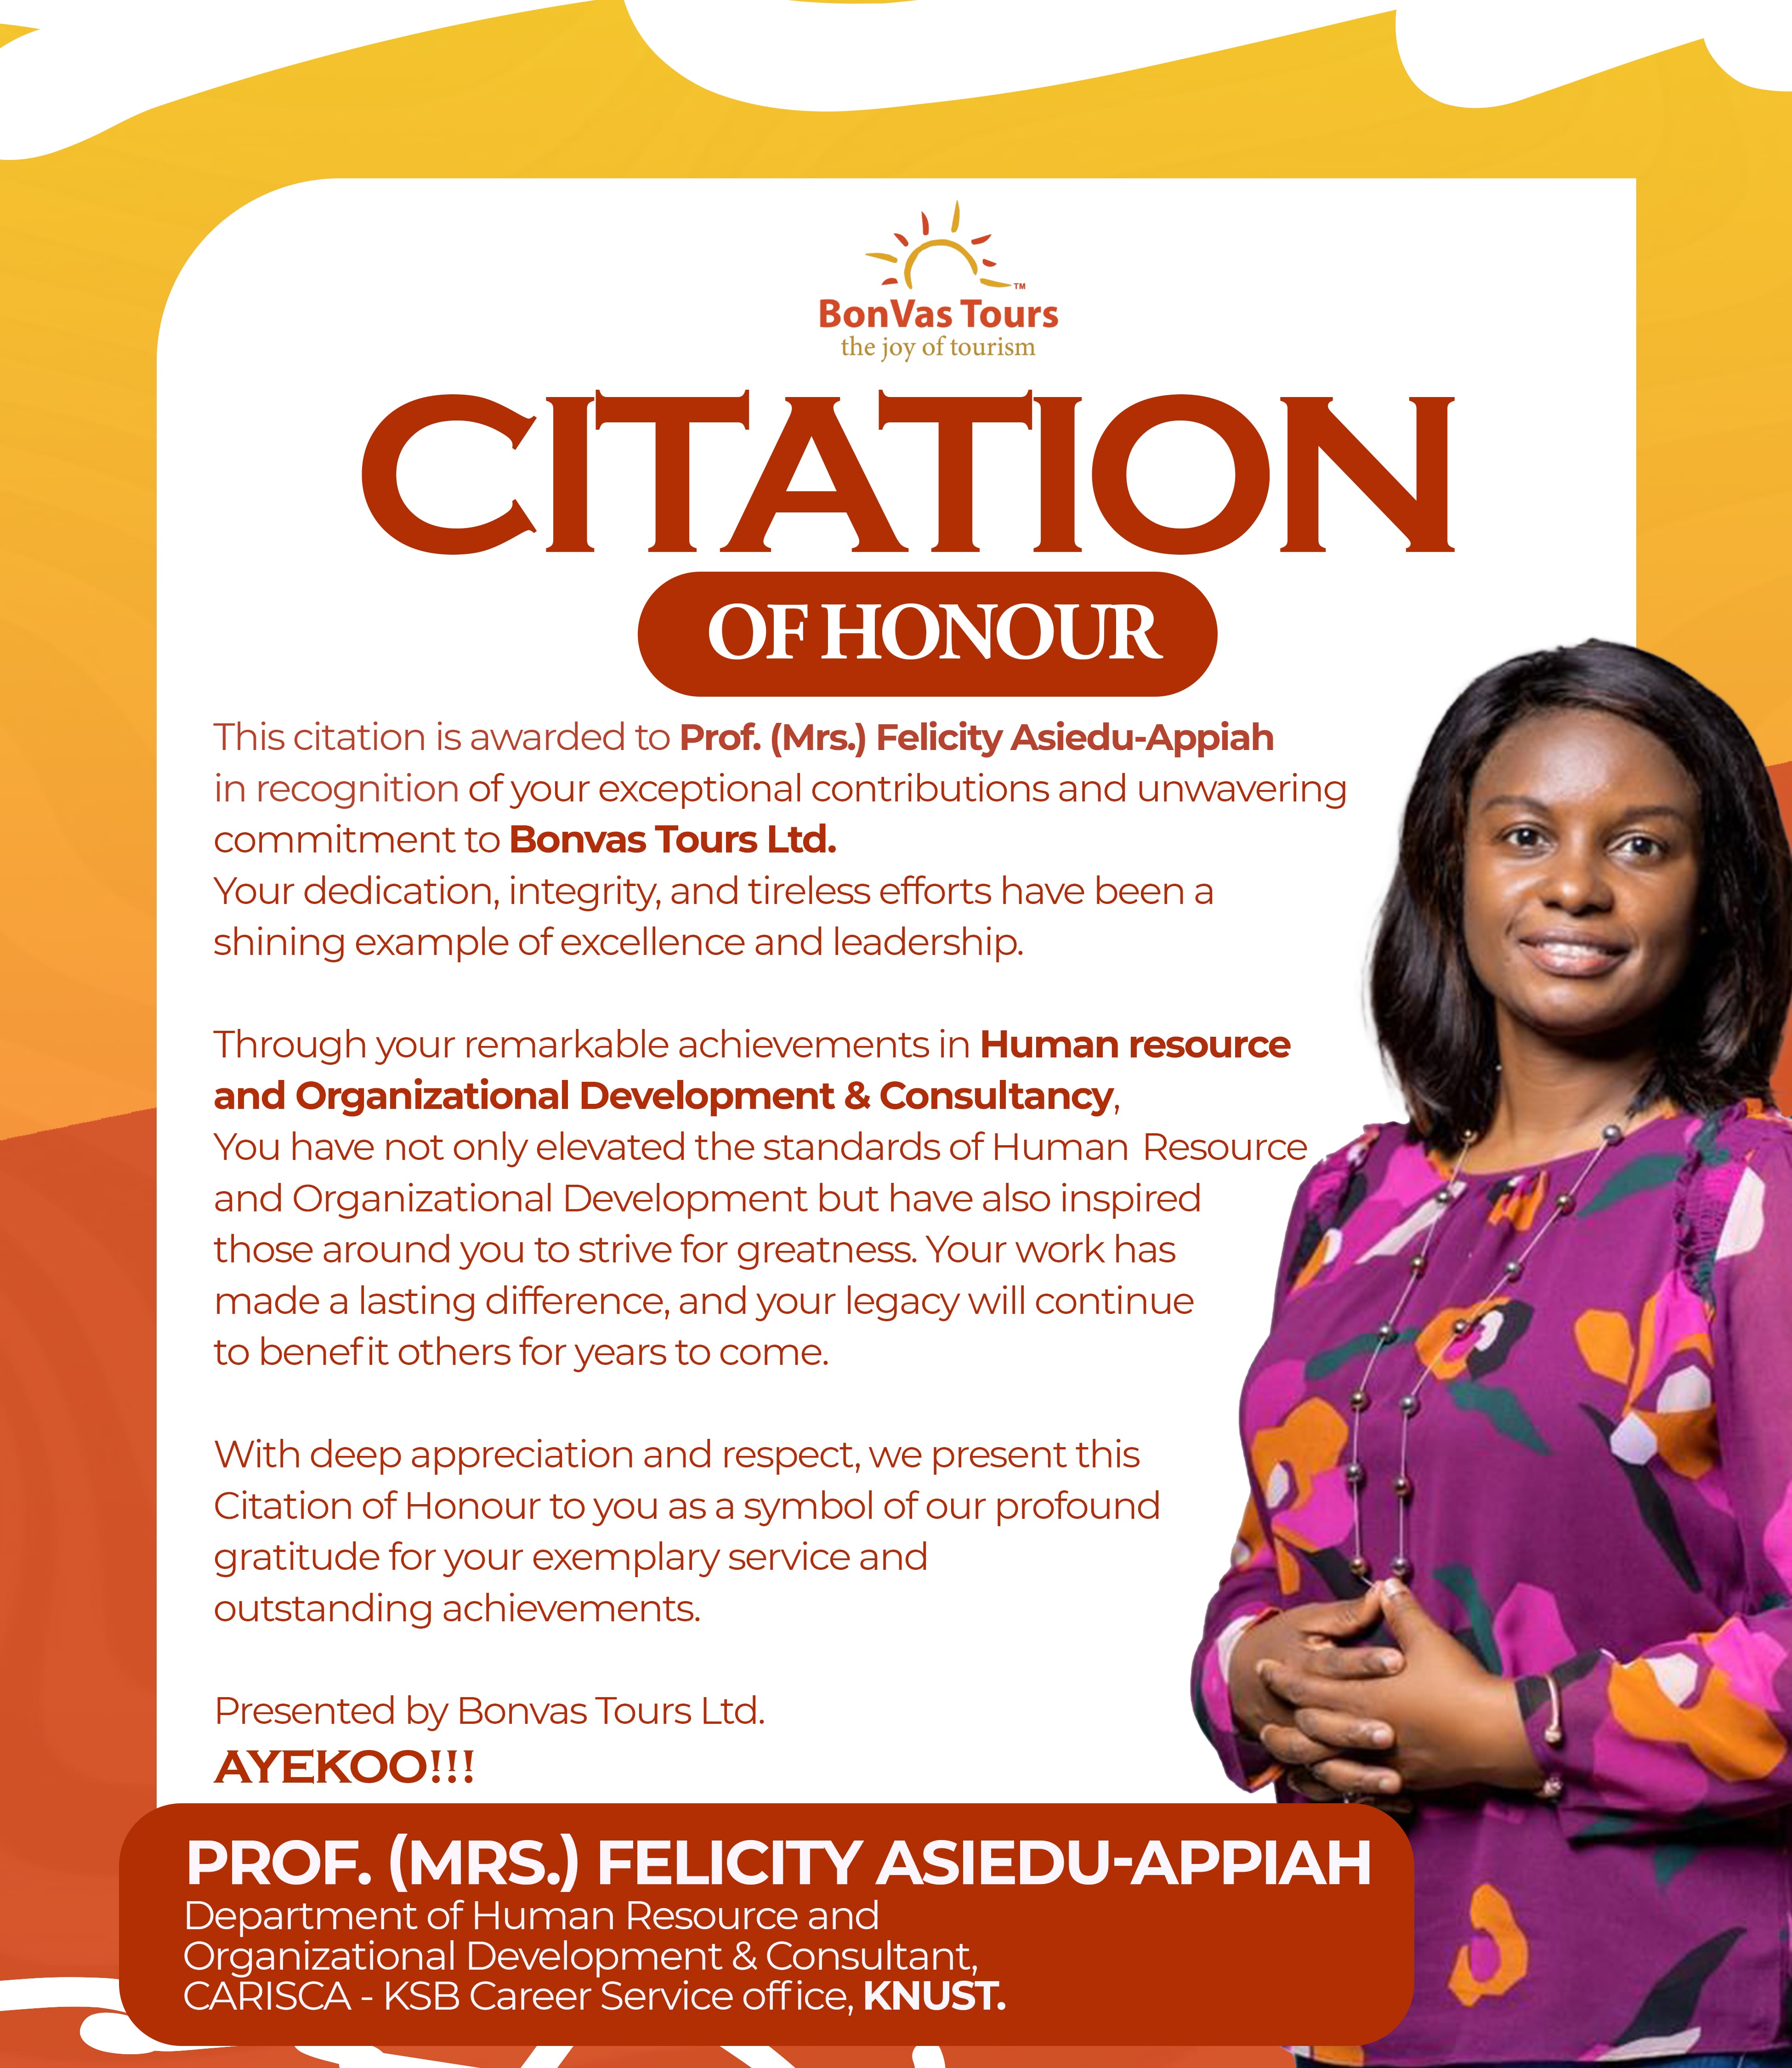 TM
BonVas Tours
the joy of tourism
CITATION
OF HONOUR
This citation is awarded to Prof. (Mrs.) Felicity Asiedu-Appiah
in recognition of your exceptional contributions and unwavering
commitment to Bonvas Tours Ltd.
Your dedication, integrity, and tireless efforts have been a
shining example of excellence and leadership.
Through your remarkable achievements in Human resource
and Organizational Development & Consultancy,
You have not only elevated the standards of Human Resource
and Organizational Development but have also inspired
those around you to strive for greatness. Your work has
made a lasting difference, and your legacy will continue
to benefit others for years to come.
With deep appreciation and respect, we present this
Citation of Honour to you as a symbol of our profound
gratitude for your exemplary service and
outstanding achievements.
Presented by Bonvas Tours Ltd.
AYEKOO!!!
PROF. (MRS.) FELICITY ASIEDU-APPIAH
Department of Human Resource and
Organizational Development & Consultant,
CARISCA - KSB Career Service office, KNUST.